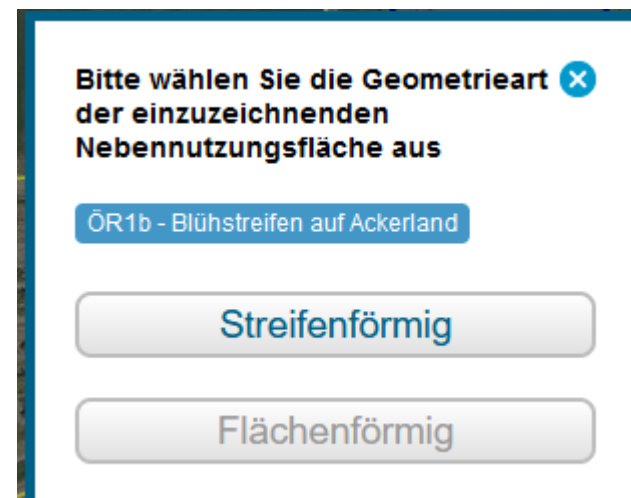 Bitte wählen Sie die Geometrieart
der einzuzeichnenden
Nebennutzungsfläche aus
ÖR1b - Blühstreifen auf Ackerland
Streifenförmig
Flächenförmig